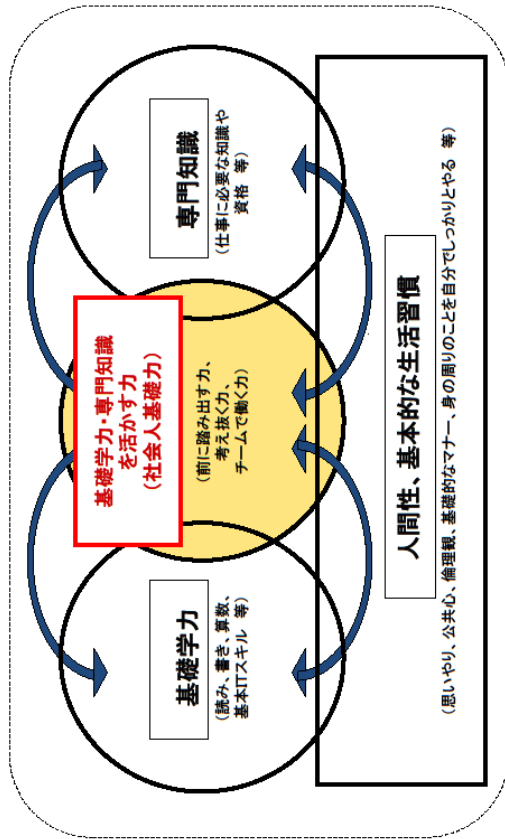 基礎学力・専門知識
を活かす力
(社会人基礎力)
基礎学力
(読み、書き、算数、
基本ITスキル 等)
(前に踏み出す力、
考え抜く力、
チームで働く力)
専門知識
(仕事に必要な知識や
資格 等)
人間性、基本的な生活習慣
(思いやり、公共心、倫理観、基礎的なマナー、身の周りのことを自分でしっかりとやる 等)